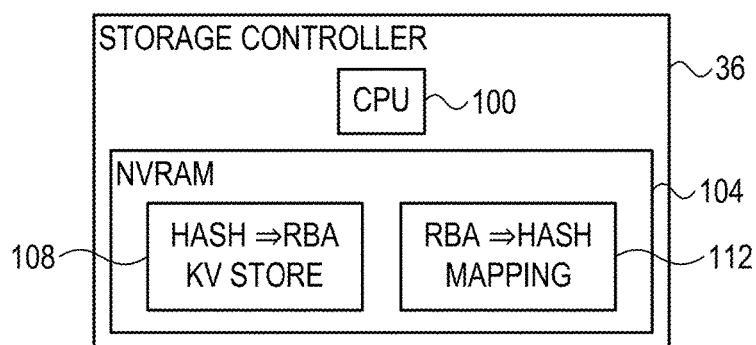 STORAGE CONTROLLER
36
CPU
100
NVRAM
104
HASH ⇒RBA
KV STORE
108
RBA ⇒HASH
MAPPING
112